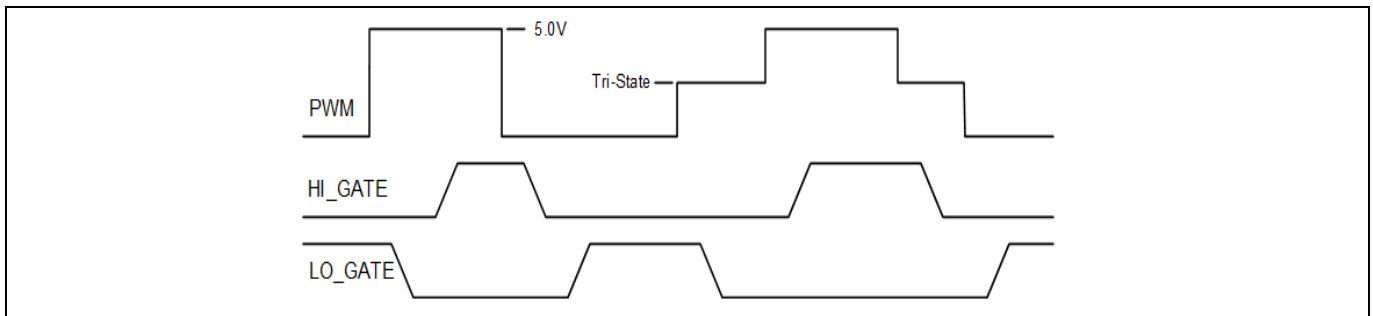 5.0V
Tri-State
PWM
HI_GATE
LO_GATE